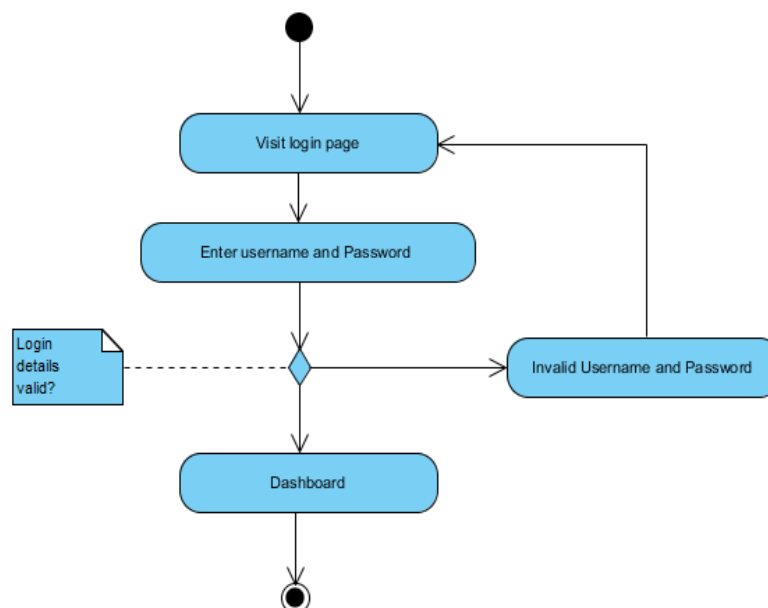 Visit login page
Enter username and Password
Login
details
valid?
Invalid Username and Password
Dashboard